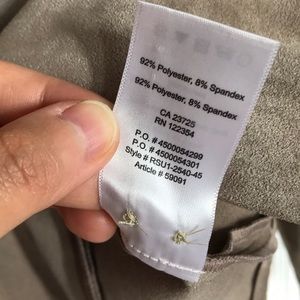 92% Polyester, 8% Spandex
92% Polyester, 8% Spandex
CA 23725
RN 122354
P.O. # 4500054299
P.O. # 4500054301
Style # RSU1-2540-45
Article # 59091